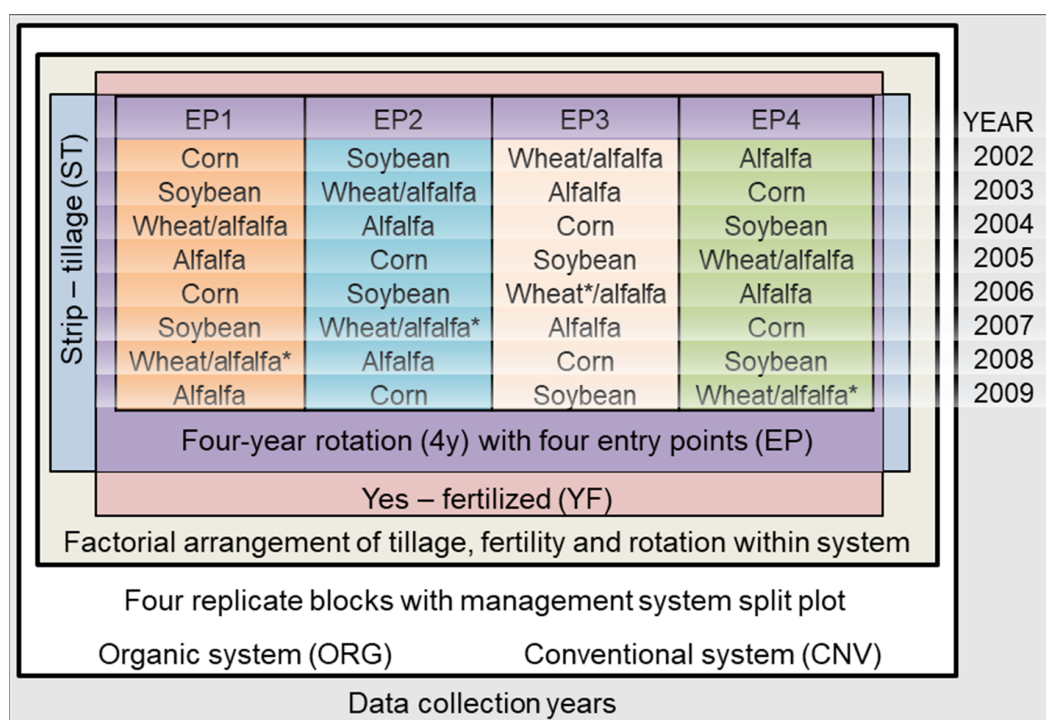 EP1 EP2 EP3 EP4 YEAR
Corn Soybean Wheat/alfalfa Alfalfa 2002
Soybean Wheat/alfalfa Alfalfa Corn 2003
Wheat/alfalfa Alfalfa Corn Soybean 2004
Alfalfa Corn Soybean Wheat/alfalfa 2005
Corn Soybean Wheat*/alfalfa Alfalfa 2006
Soybean Wheat/alfalfa* Alfalfa Corn 2007
Wheat/alfalfa* Alfalfa Corn Soybean 2008
Alfalfa Corn Soybean Wheat/alfalfa* 2009
Strip – tillage (ST)
Four-year rotation (4y) with four entry points (EP)
Yes – fertilized (YF)
Factorial arrangement of tillage, fertility and rotation within system
Four replicate blocks with management system split plot
Organic system (ORG) Conventional system (CNV)
Data collection years